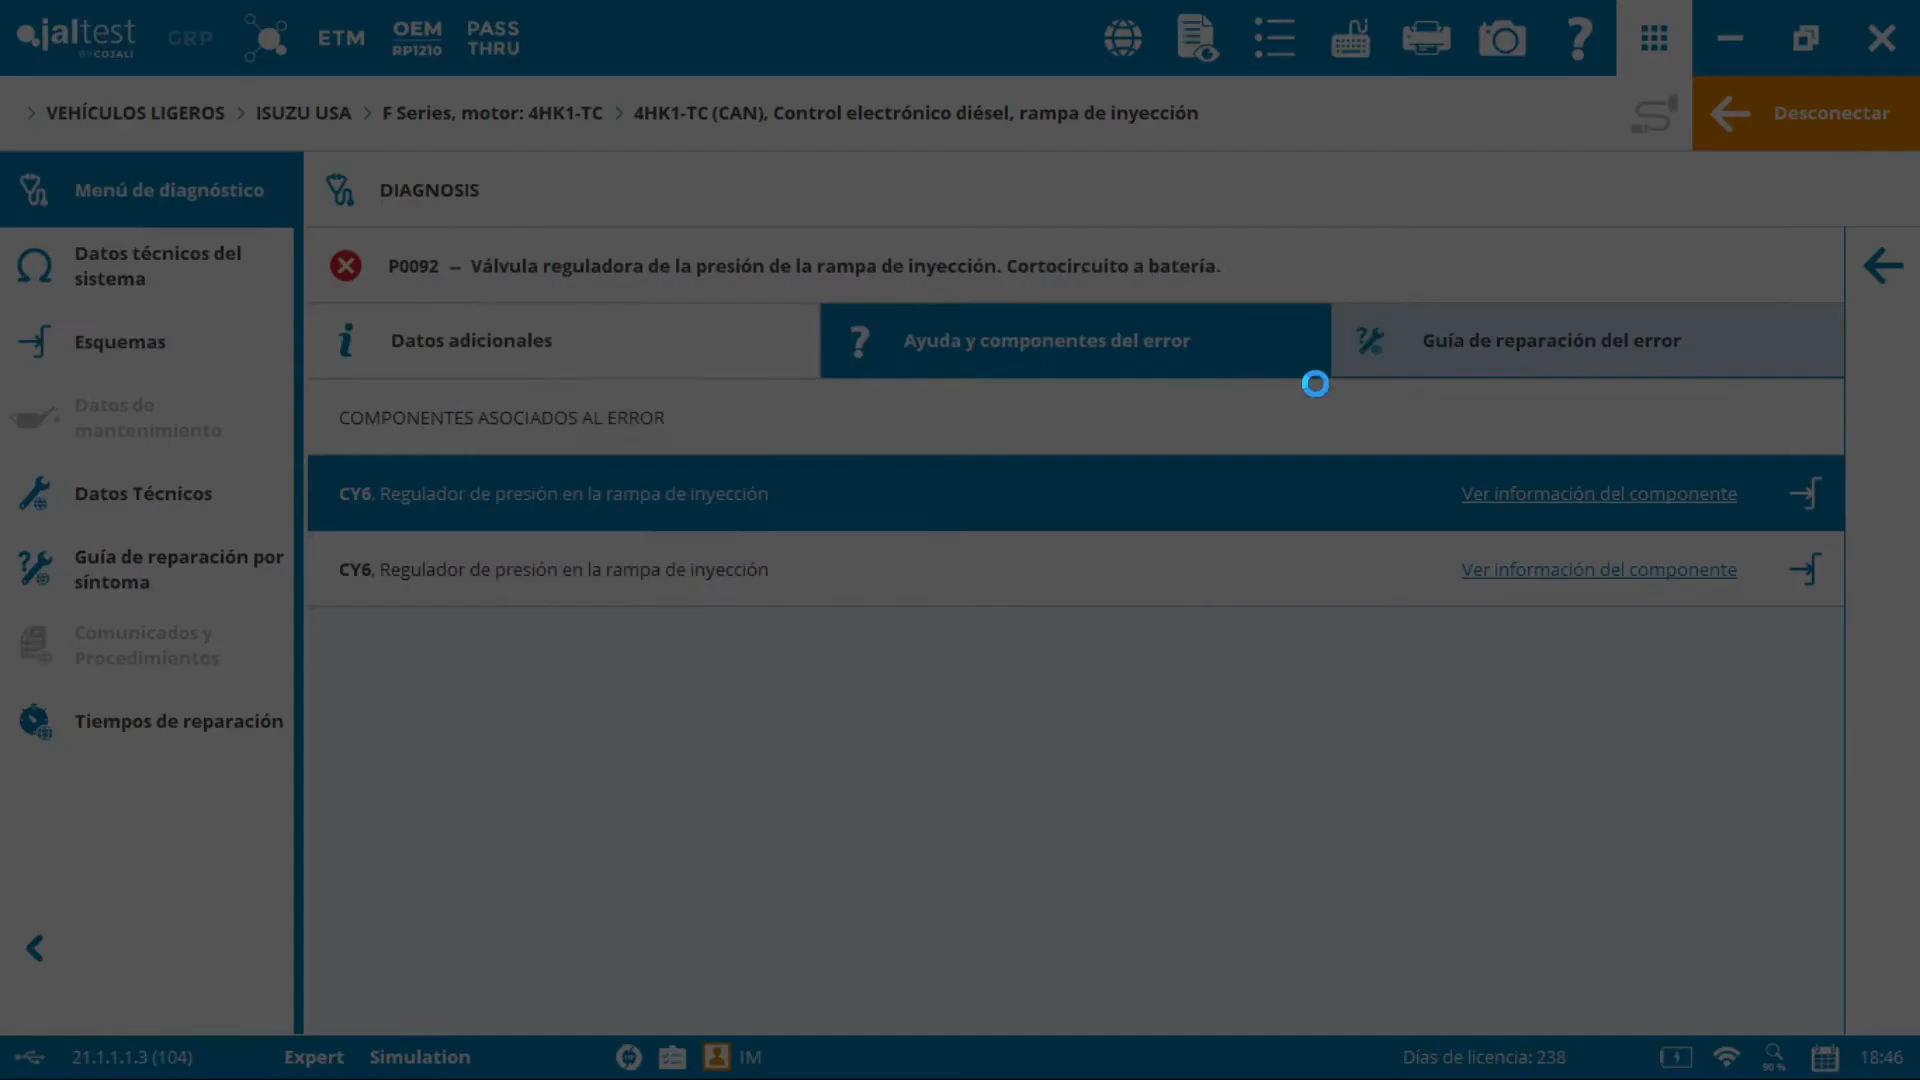 jaltest
BY COJALI
GRP
ETM
OEM
RP1210
PASS
THRU
> VEHÍCULOS LIGEROS > ISUZU USA > F Series, motor: 4HK1-TC > 4HK1-TC (CAN), Control electrónico diésel, rampa de inyección
Desconectar
Menú de diagnóstico
DIAGNOSIS
Datos técnicos del
sistema
P0092 – Válvula reguladora de la presión de la rampa de inyección. Cortocircuito a batería.
Esquemas
Datos adicionales
Ayuda y componentes del error
Guía de reparación del error
Datos de
mantenimiento
COMPONENTES ASOCIADOS AL ERROR
Datos Técnicos
CY6, Regulador de presión en la rampa de inyección
Ver información del componente
Guía de reparación por
síntoma
CY6, Regulador de presión en la rampa de inyección
Ver información del componente
Comunicados y
Procedimientos
Tiempos de reparación
21.1.1.1.3 (104)
Expert
Simulation
IM
Días de licencia: 238
90 %
18:46